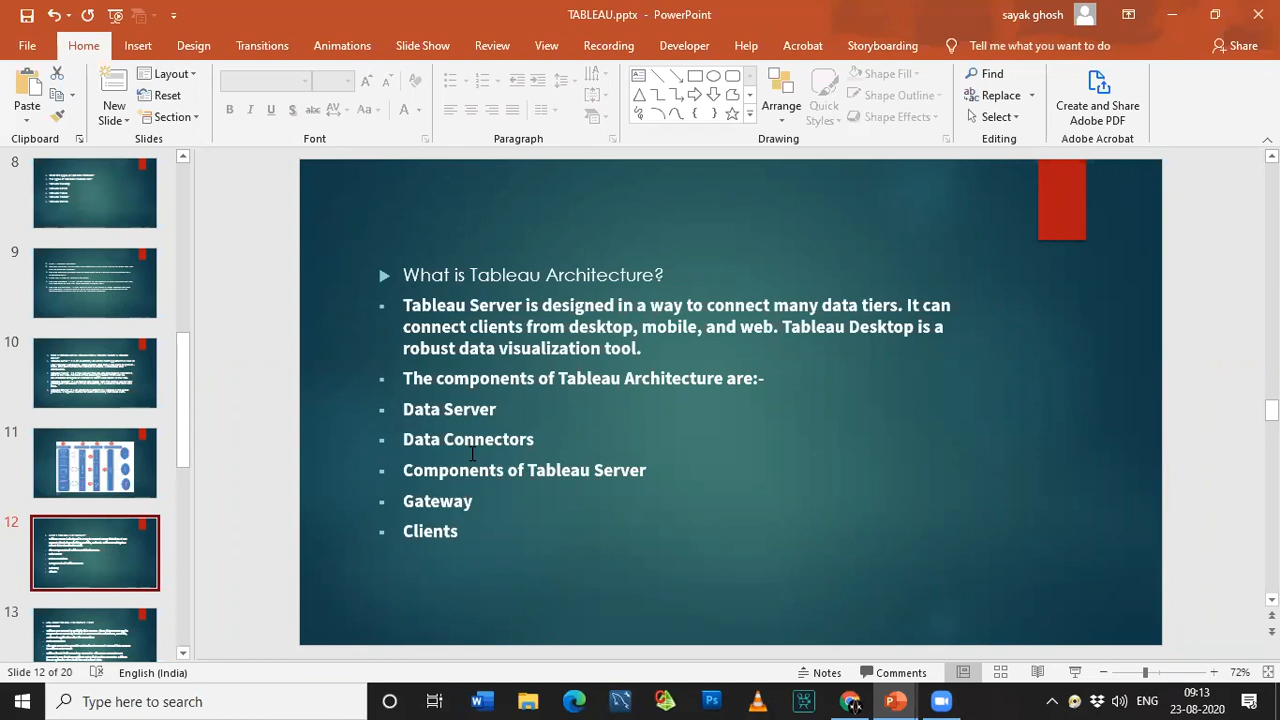 TABLEAU.pptx - PowerPoint
sayak ghosh
File Home Insert Design Transitions Animations Slide Show Review View Recording Developer Help Acrobat Storyboarding Tell me what you want to do Share
Paste
Clipboard
New Slide
Layout
Reset
Section
Slides
B I U S abc AV Aa A
Font
Paragraph
Arrange
Quick Styles
Shape Fill
Shape Outline
Shape Effects
Drawing
Find
Replace
Select
Editing
Create and Share Adobe PDF
Adobe Acrobat
8
9
10
11
12
13
What is Tableau Architecture?
Tableau Server is designed in a way to connect many data tiers. It can
connect clients from desktop, mobile, and web. Tableau Desktop is a
robust data visualization tool.
The components of Tableau Architecture are:-
Data Server
Data Connectors
Components of Tableau Server
Gateway
Clients
Slide 12 of 20 English (India) Notes Comments 72%
Type here to search
ENG
09:13
23-08-2020